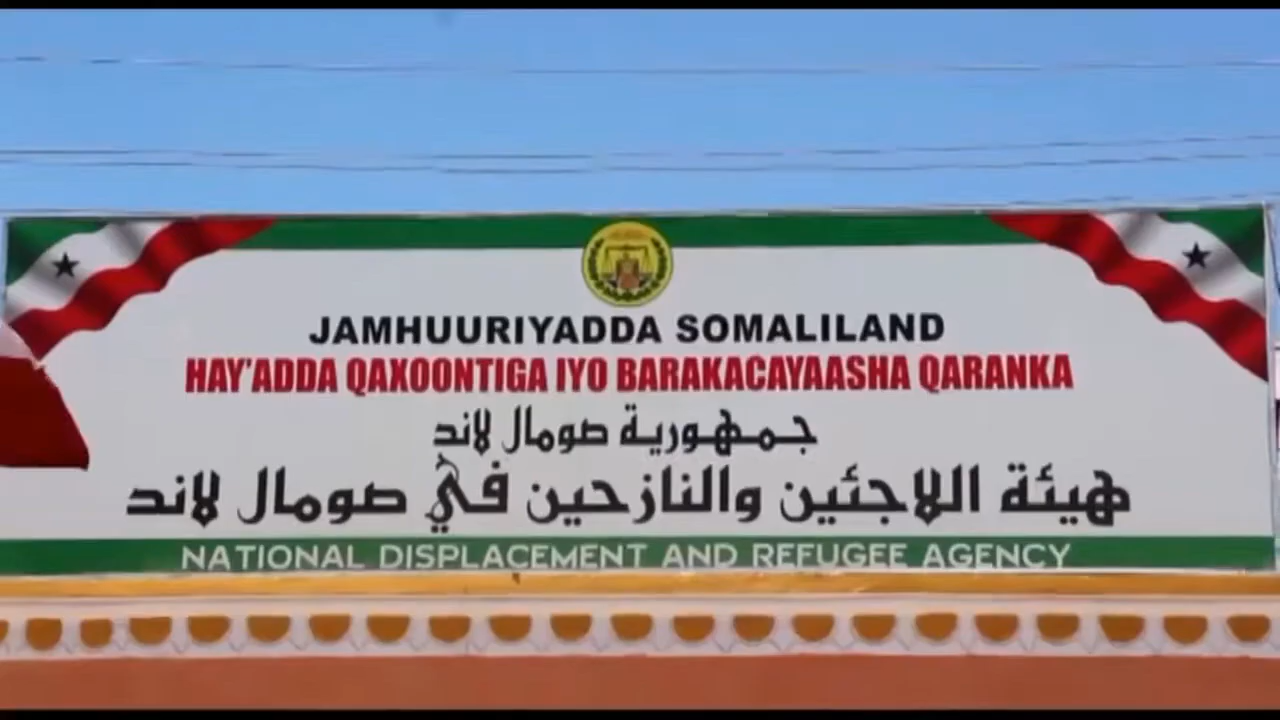 JAMHUURIYADDA SOMALILAND
HAY'ADDA QAXOONTIGA IYO BARAKACAYAASHA QARANKA
جمهورية صومال لاند
هيئة اللاجئين والنازحين في صومال لاند
NATIONAL DISPLACEMENT AND REFUGEE AGENCY